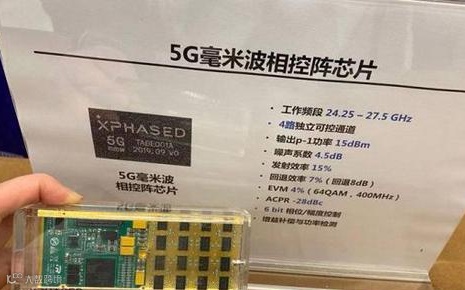 5G毫米波相控阵芯片
XPHASED
5G
TABE001A
2019.09 V0
5G毫米波
相控阵芯片
• 工作频段 24.25 – 27.5 GHz
• 4路独立可控通道
• 输出p-1功率 15dBm
• 噪声系数 4.5dB
• 发射效率 15%
• 回退效率 7%（回退8dB）
• EVM 4%（64QAM，400MHz）
• ACPR -28dBc
• 6 bit 相位/幅度控制
• 增益补偿与功率检测